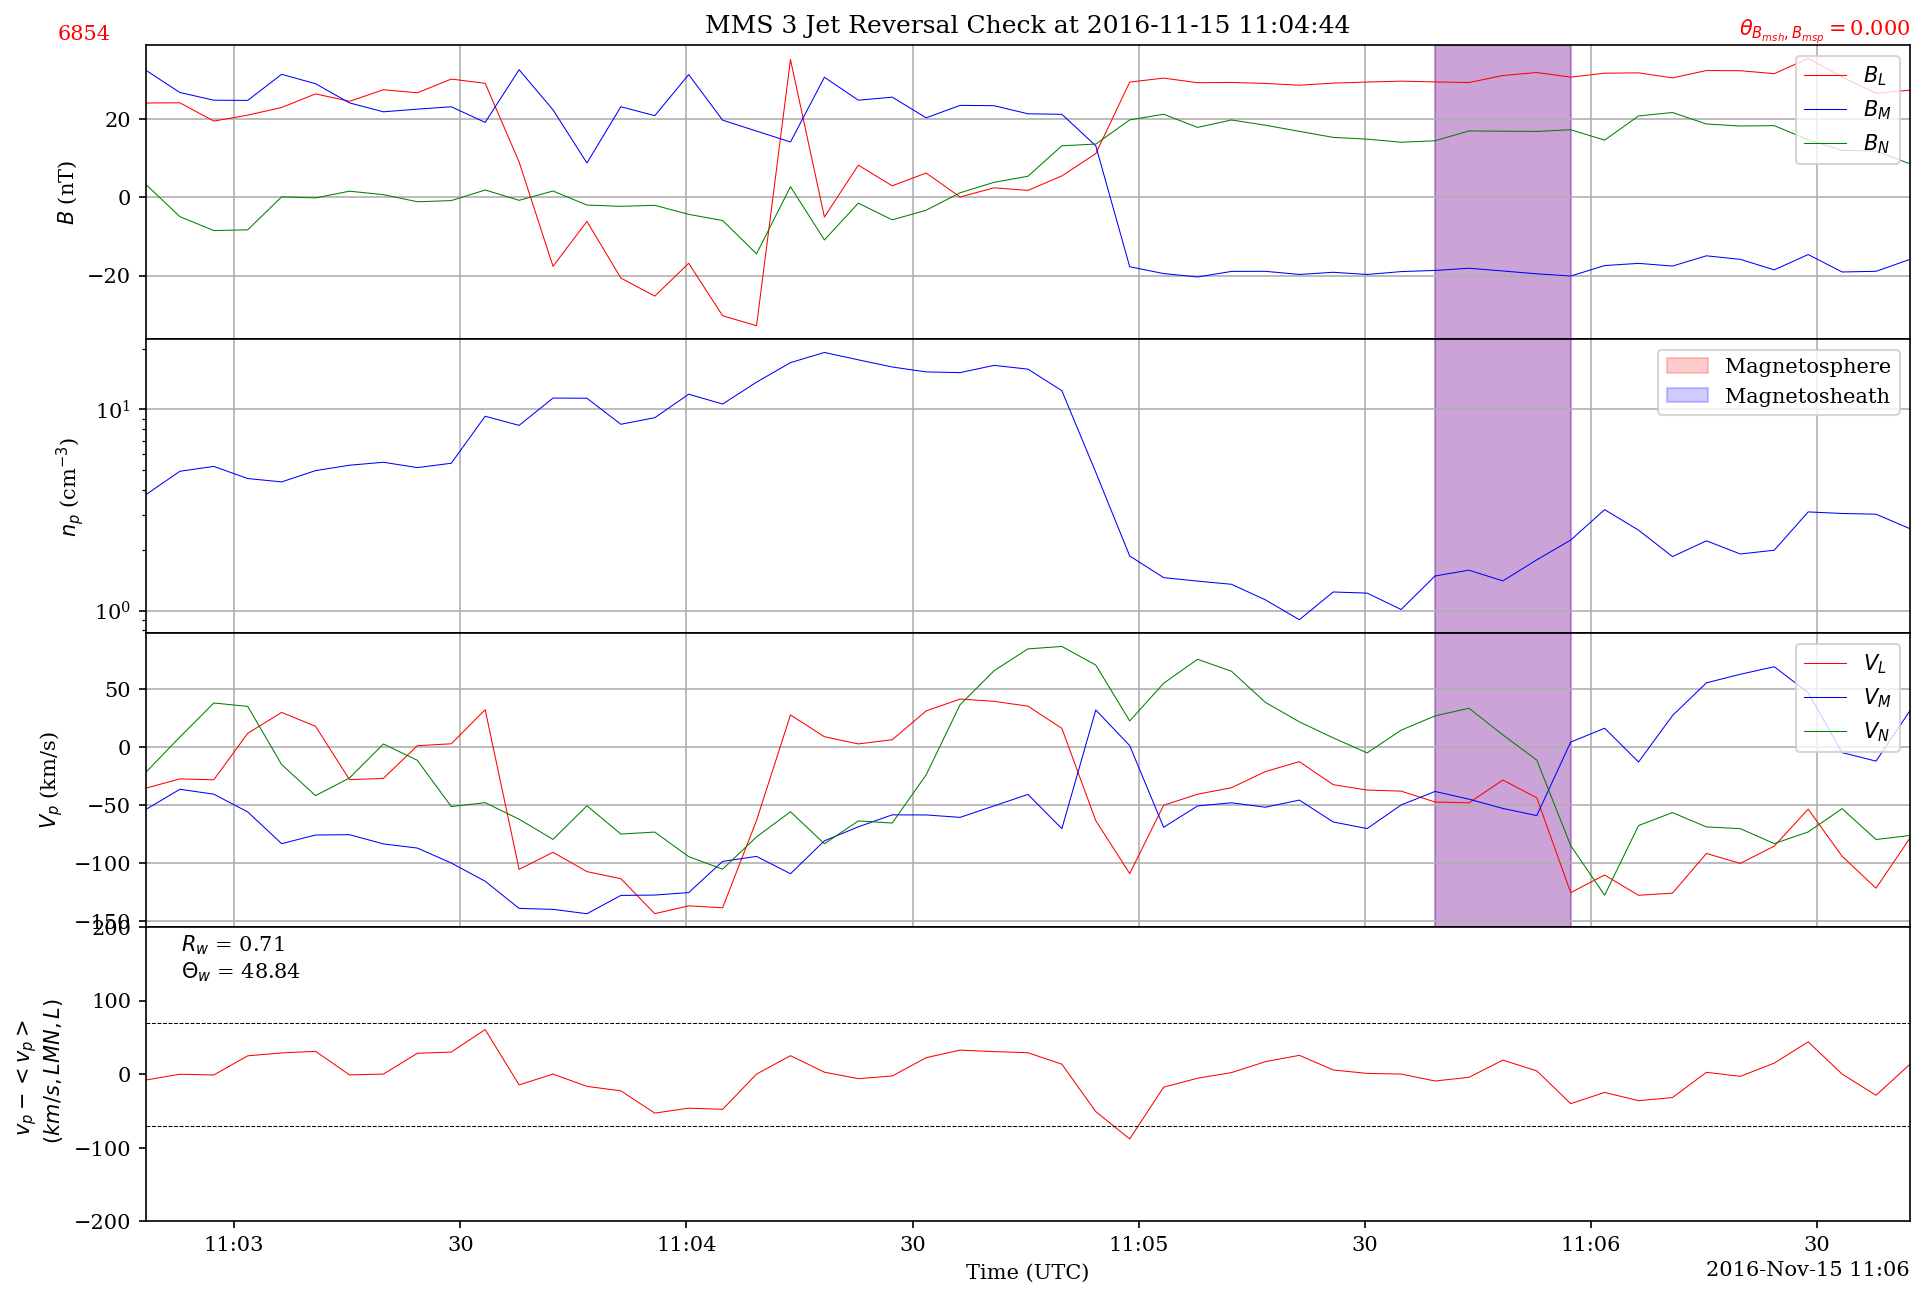 6854
MMS 3 Jet Reversal Check at 2016-11-15 11:04:44
θ_{B_{msh}, B_{msp}} = 0.000
B (nT)
20
0
−20
B_L
B_M
B_N
n_p (cm^{−3})
10^1
10^0
Magnetosphere
Magnetosheath
V_p (km/s)
50
0
−50
−100
−150
V_L
V_M
V_N
v_p − < v_p >
(km/s, LMN, L)
200
100
0
−100
−200
R_w = 0.71
Θ_w = 48.84
11:03 30 11:04 30 11:05 30 11:06 30
Time (UTC)
2016-Nov-15 11:06